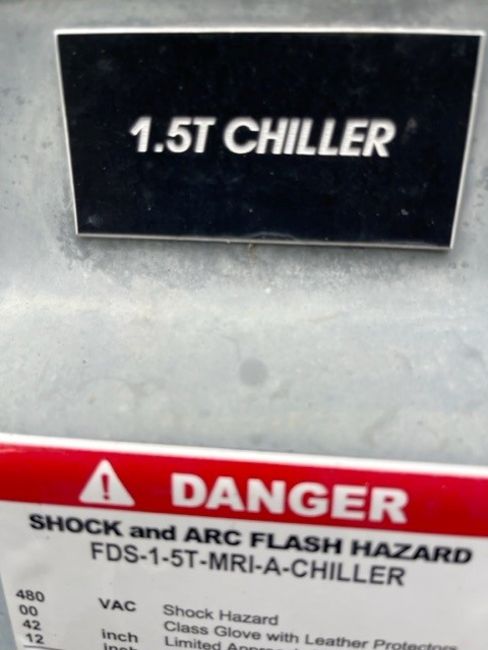 1.5T CHILLER
DANGER
SHOCK and ARC FLASH HAZARD
FDS-1-5T-MRI-A-CHILLER
480 VAC Shock Hazard
00 Class Glove with Leather Protectors
42 inch Limited
12 inch